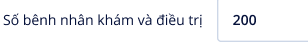 Số bênh nhân khám và điều trị 200